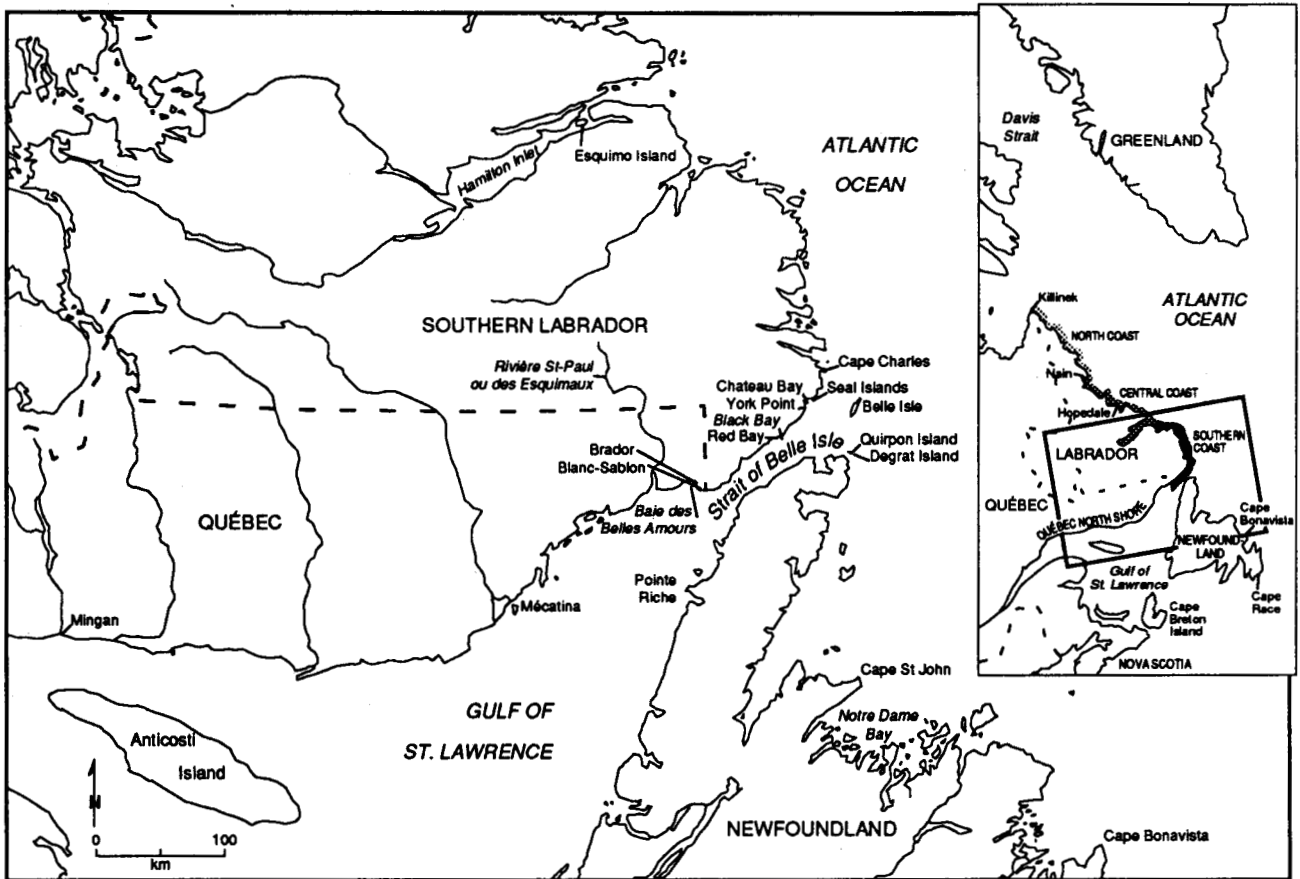 ATLANTIC
OCEAN
Hamilton Inlet
Esquimo Island
SOUTHERN LABRADOR
Rivière St-Paul
ou des Esquimaux
Cape Charles
Chateau Bay
Seal Islands
York Point
Belle Isle
Black Bay
Red Bay
Quirpon Island
Degrat Island
Strait of Belle Isle
Brador
Blanc-Sablon
Baie des
Belles Amours
QUÉBEC
Pointe
Riche
Mécatina
Mingan
Cape St John
GULF OF
ST. LAWRENCE
Notre Dame
Bay
Anticosti
Island
N
0 100
km
NEWFOUNDLAND
Cape Bonavista
Davis
Strait
GREENLAND
ATLANTIC
OCEAN
Killinek
NORTH COAST
Nain
CENTRAL COAST
Hopedale
SOUTHERN
COAST
LABRADOR
QUÉBEC
QUÉBEC NORTH SHORE
Cape
Bonavista
NEWFOUND-
LAND
Gulf of
St. Lawrence
Cape
Race
Cape
Breton
Island
NOVA SCOTIA